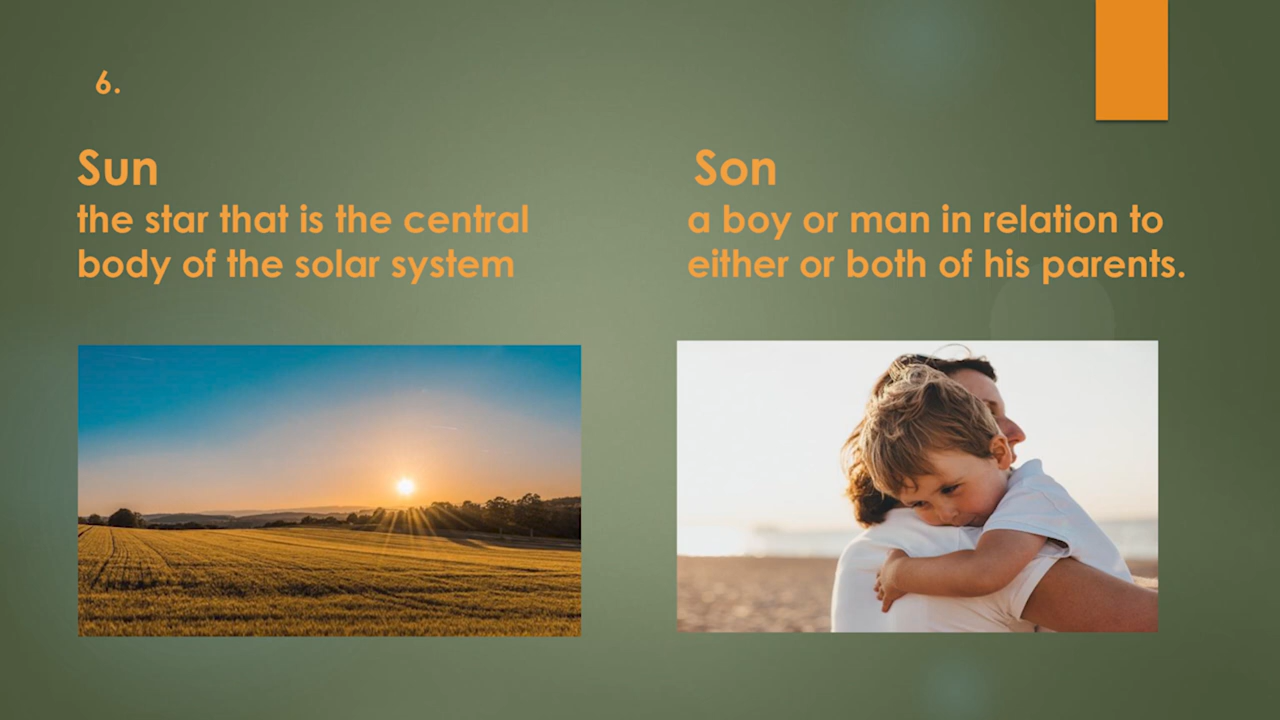 6.
Sun
the star that is the central
body of the solar system
Son
a boy or man in relation to
either or both of his parents.